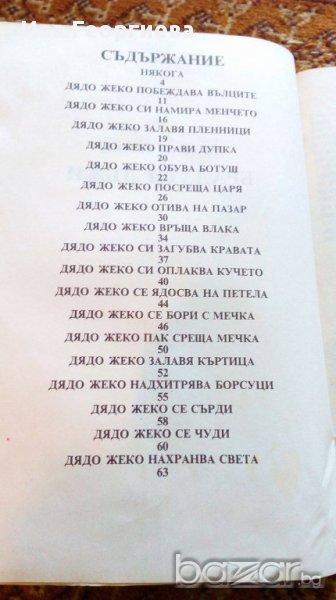 Ив Георгиова
СЪДЪРЖАНИЕ
НЯКОГА
4
ДЯДО ЖЕКО ПОБЕЖДАВА ВЪЛЦИТЕ
11
ДЯДО ЖЕКО СИ НАМИРА МЕНЧЕТО
16
ДЯДО ЖЕКО ЗАЛАВЯ ПЛЕННИЦИ
19
ДЯДО ЖЕКО ПРАВИ ДУПКА
20
ДЯДО ЖЕКО ОБУВА БОТУШ
22
ДЯДО ЖЕКО ПОСРЕЩА ЦАРЯ
26
ДЯДО ЖЕКО ОТИВА НА ПАЗАР
30
ДЯДО ЖЕКО ВРЪЩА ВЛАКА
34
ДЯДО ЖЕКО СИ ЗАГУБВА КРАВАТА
37
ДЯДО ЖЕКО СИ ОПЛАКВА КУЧЕТО
40
ДЯДО ЖЕКО СЕ ЯДОСВА НА ПЕТЕЛА
44
ДЯДО ЖЕКО СЕ БОРИ С МЕЧКА
46
ДЯДО ЖЕКО ПАК СРЕЩА МЕЧКА
50
ДЯДО ЖЕКО ЗАЛАВЯ КЪРТИЦА
52
ДЯДО ЖЕКО НАДХИТРЯВА БОРСУЦИ
55
ДЯДО ЖЕКО СЕ СЪРДИ
58
ДЯДО ЖЕКО СЕ ЧУДИ
60
ДЯДО ЖЕКО НАХРАНВА СВЕТА
63
bazar